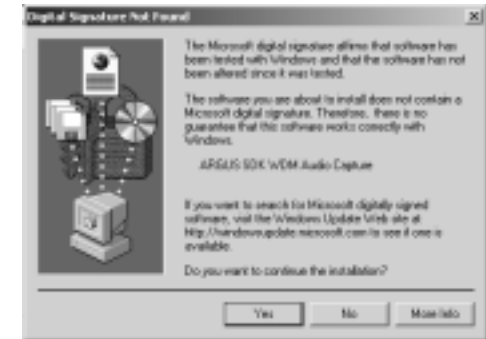 Digital Signature Not Found
The Microsoft digital signature affirms that software has
been tested with Windows and that the software has not
been altered since it was tested.
The software you are about to install does not contain a
Microsoft digital signature. Therefore, there is no
guarantee that this software works correctly with
Windows.
ARGUS SDK WDM Audio Capture
If you want to search for Microsoft digitally signed
software, visit the Windows Update Web site at
http://windowsupdate.microsoft.com to see if one is
available.
Do you want to continue the installation?
Yes
No
More Info